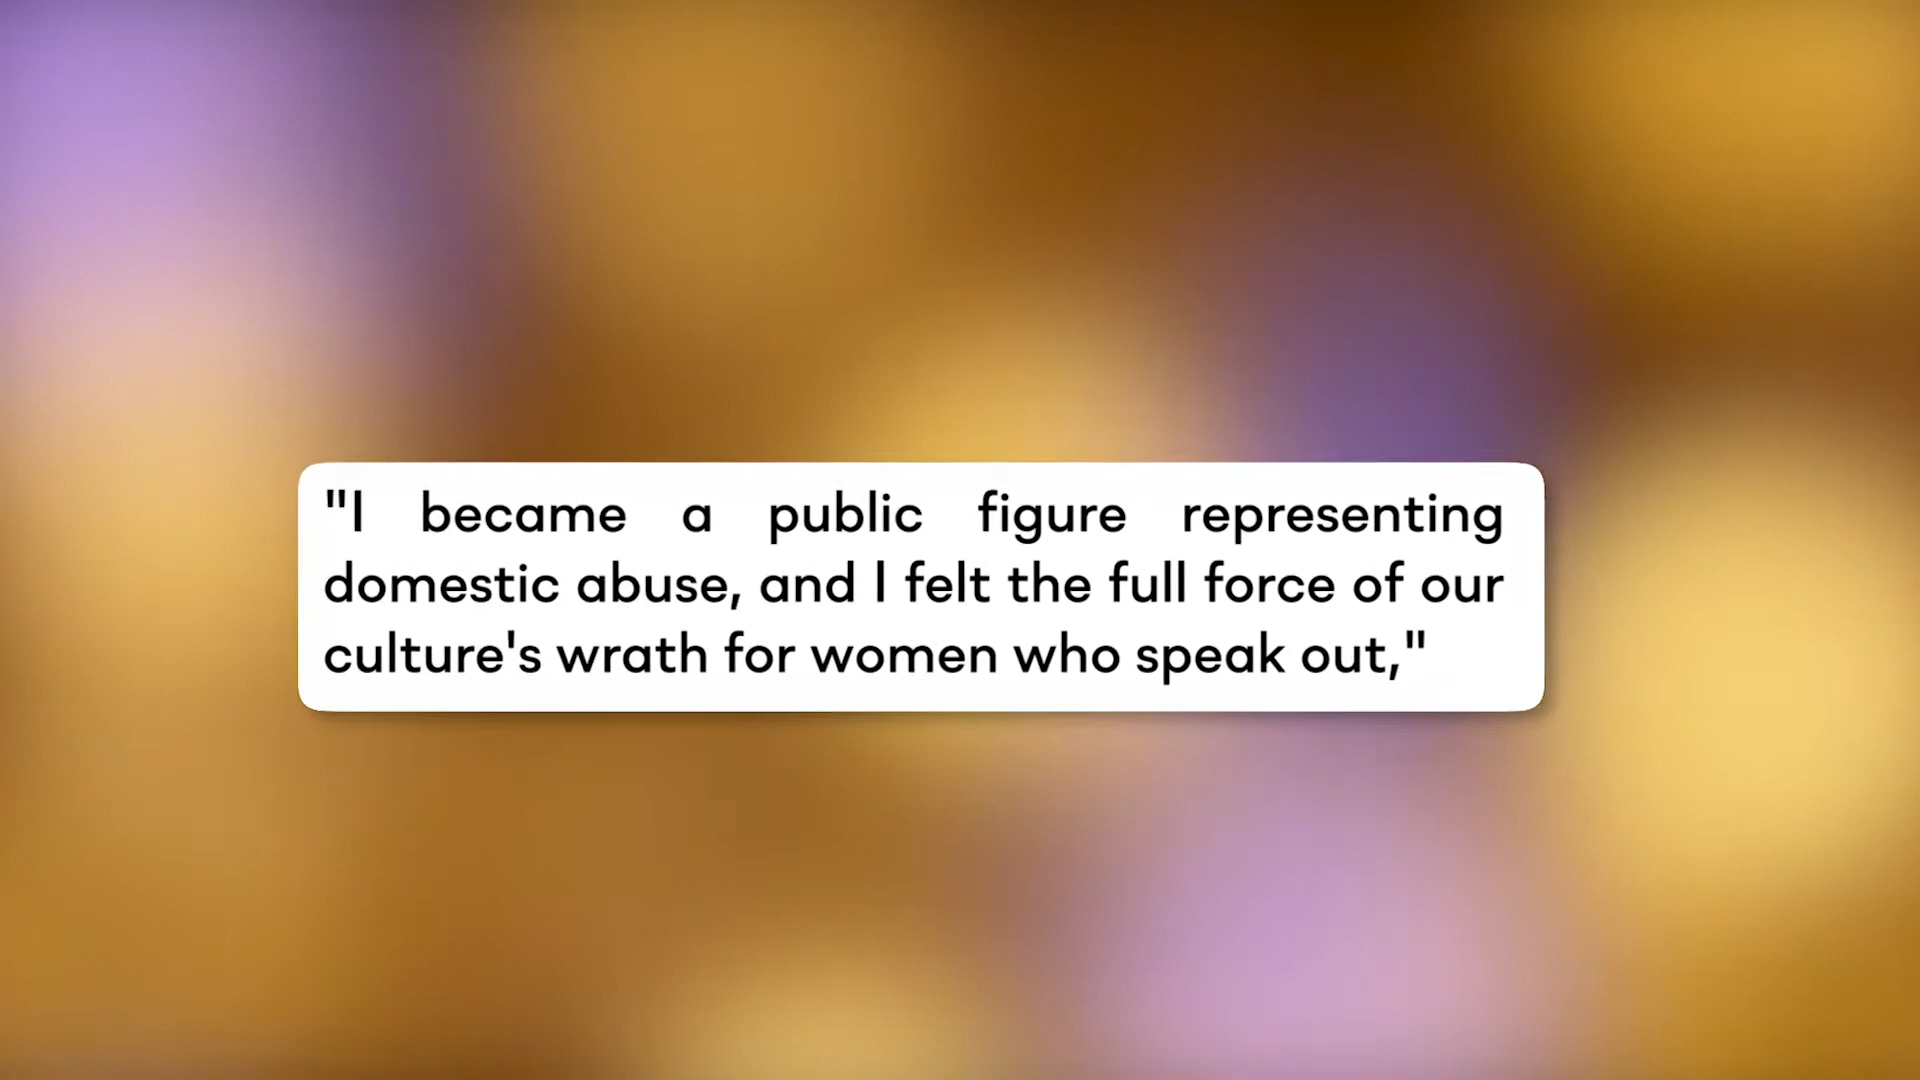 "I became a public figure representing
domestic abuse, and I felt the full force of our
culture's wrath for women who speak out,"